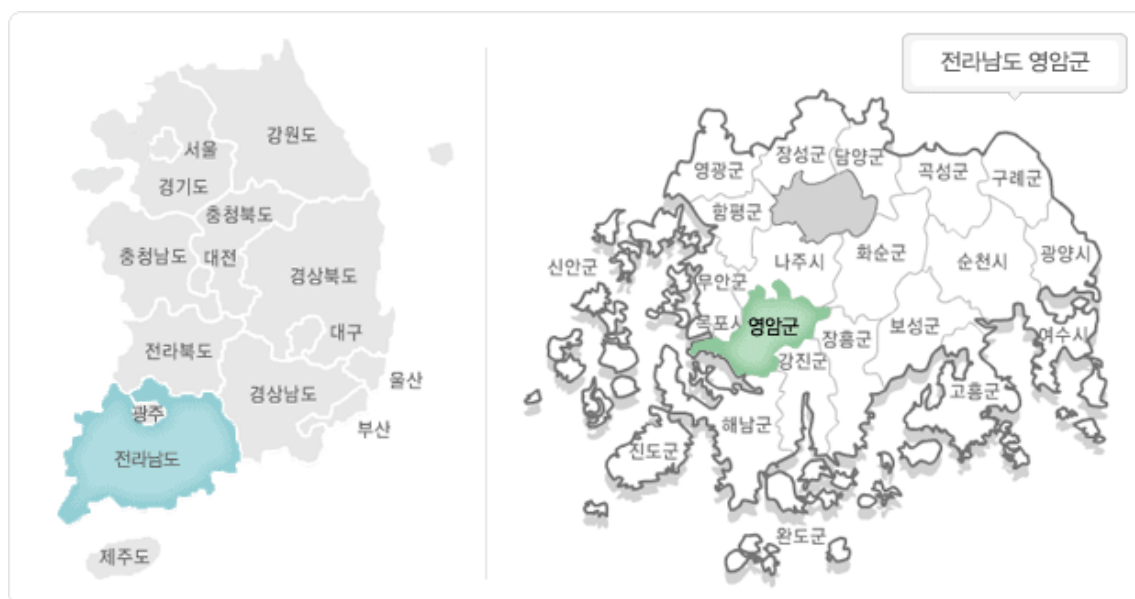 강원도
서울
경기도
충청북도
충청남도
대전
경상북도
대구
전라북도
울산
경상남도
광주
부산
전라남도
제주도
전라남도 영암군
장성군
담양군
영광군
곡성군
구례군
함평군
화순군
광양시
나주시
순천시
신안군
무안군
목포시
영암군
보성군
여수시
장흥군
강진군
고흥군
해남군
진도군
완도군